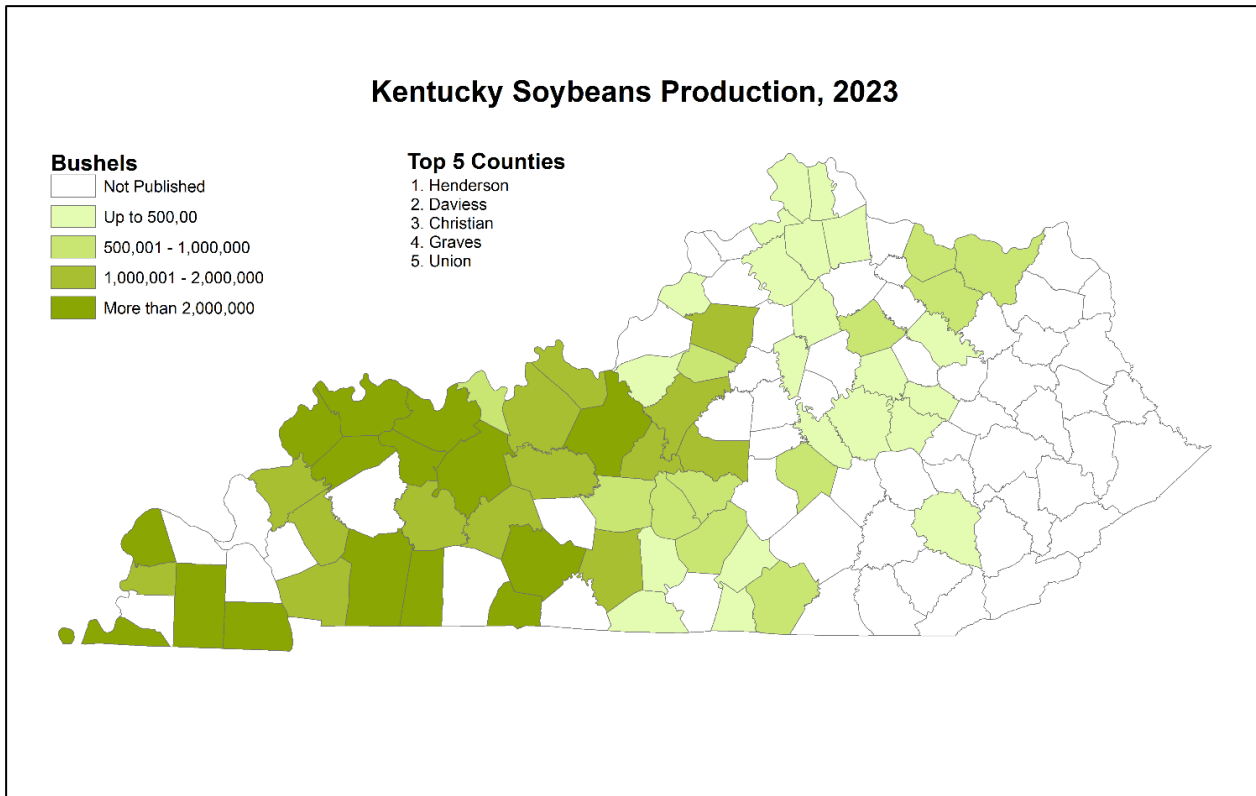 Kentucky Soybeans Production, 2023
Bushels
Not Published
Up to 500,00
500,001 - 1,000,000
1,000,001 - 2,000,000
More than 2,000,000
Top 5 Counties
1. Henderson
2. Daviess
3. Christian
4. Graves
5. Union